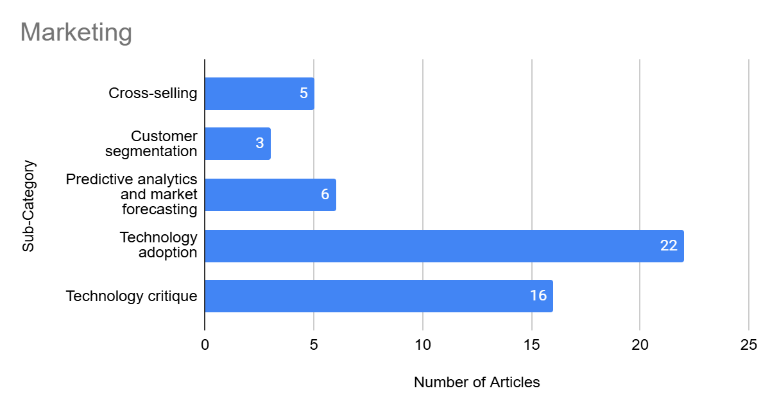 Marketing
Sub-Category
Cross-selling
5
Customer
segmentation
3
Predictive analytics
and market
forecasting
6
Technology
adoption
22
Technology critique
16
0 5 10 15 20 25
Number of Articles